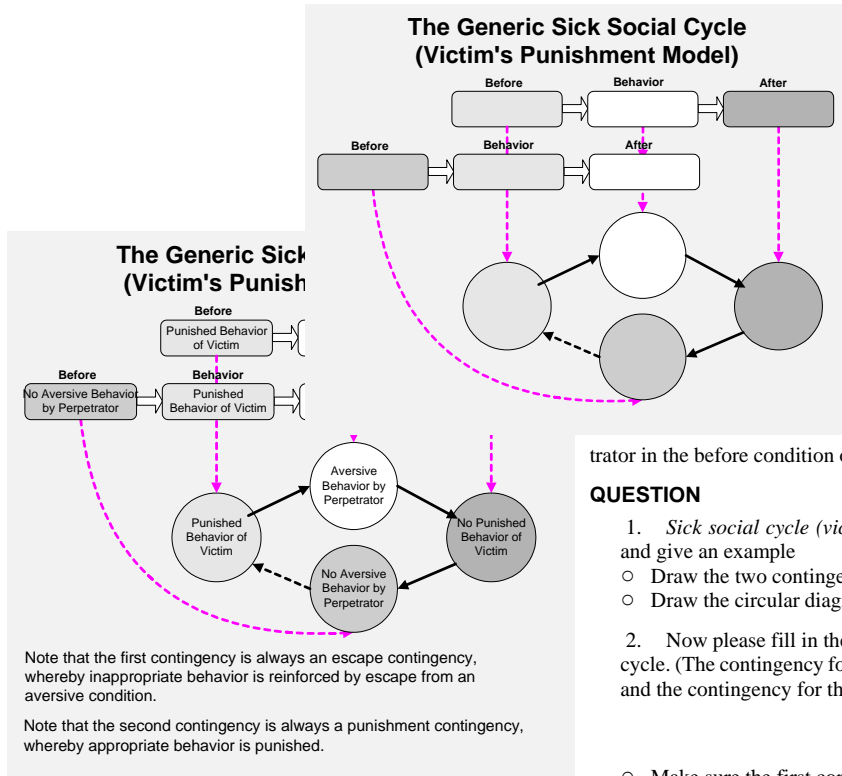 The Generic Sick Social Cycle
(Victim's Punishment Model)
Before
Behavior
After
Before
Behavior
After
The Generic Sick
(Victim's Punish
Before
Punished Behavior
of Victim
Before
Behavior
No Aversive Behavior
by Perpetrator
Punished
Behavior of Victim
Aversive
Behavior by
Perpetrator
Punished
Behavior of
Victim
No Punished
Behavior of
Victim
No Aversive
Behavior by
Perpetrator
Note that the first contingency is always an escape contingency,
whereby inappropriate behavior is reinforced by escape from an
aversive condition.
Note that the second contingency is always a punishment contingency,
whereby appropriate behavior is punished.
trator in the before condition o
QUESTION
1. Sick social cycle (vic
and give an example
○ Draw the two continge
○ Draw the circular diag
2. Now please fill in the
cycle. (The contingency fo
and the contingency for th
○ Make sure the first con